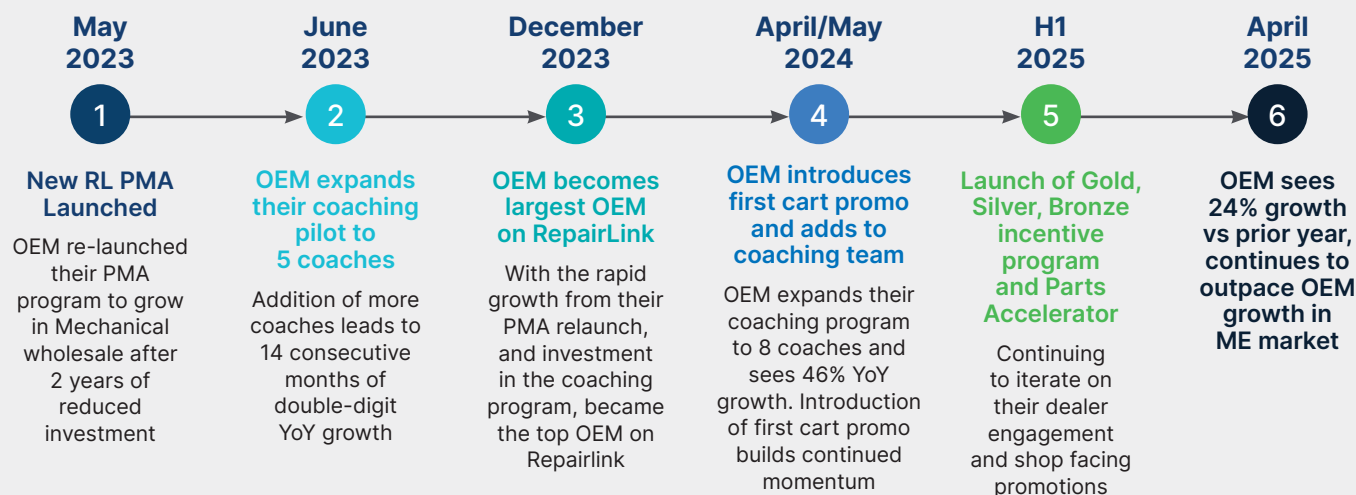 May
2023
1
New RL PMA
Launched
OEM re-launched
their PMA
program to grow
in Mechanical
wholesale after
2 years of
reduced
investment
June
2023
2
OEM expands
their coaching
pilot to
5 coaches
Addition of more
coaches leads to
14 consecutive
months of
double-digit
YoY growth
December
2023
3
OEM becomes
largest OEM
on RepairLink
With the rapid
growth from their
PMA relaunch,
and investment
in the coaching
program, became
the top OEM on
Repairlink
April/May
2024
4
OEM introduces
first cart promo
and adds to
coaching team
OEM expands their
coaching program
to 8 coaches and
sees 46% YoY
growth. Introduction
of first cart promo
builds continued
momentum
H1
2025
5
Launch of Gold,
Silver, Bronze
incentive
program
and Parts
Accelerator
Continuing
to iterate on
their dealer
engagement
and shop facing
promotions
April
2025
6
OEM sees
24% growth
vs prior year,
continues to
outpace OEM
growth in
ME market